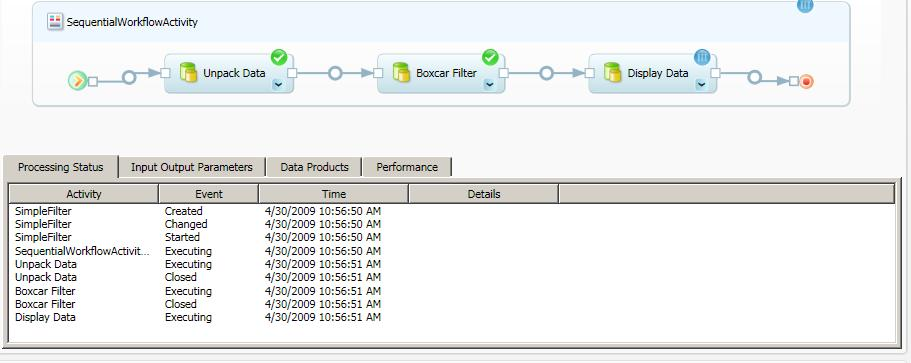 SequentialWorkflowActivity
Unpack Data Boxcar Filter Display Data
Processing Status Input Output Parameters Data Products Performance
Activity Event Time Details
SimpleFilter Created 4/30/2009 10:56:50 AM
SimpleFilter Changed 4/30/2009 10:56:50 AM
SimpleFilter Started 4/30/2009 10:56:50 AM
SequentialWorkflowActivit... Executing 4/30/2009 10:56:50 AM
Unpack Data Executing 4/30/2009 10:56:51 AM
Unpack Data Closed 4/30/2009 10:56:51 AM
Boxcar Filter Executing 4/30/2009 10:56:51 AM
Boxcar Filter Closed 4/30/2009 10:56:51 AM
Display Data Executing 4/30/2009 10:56:51 AM